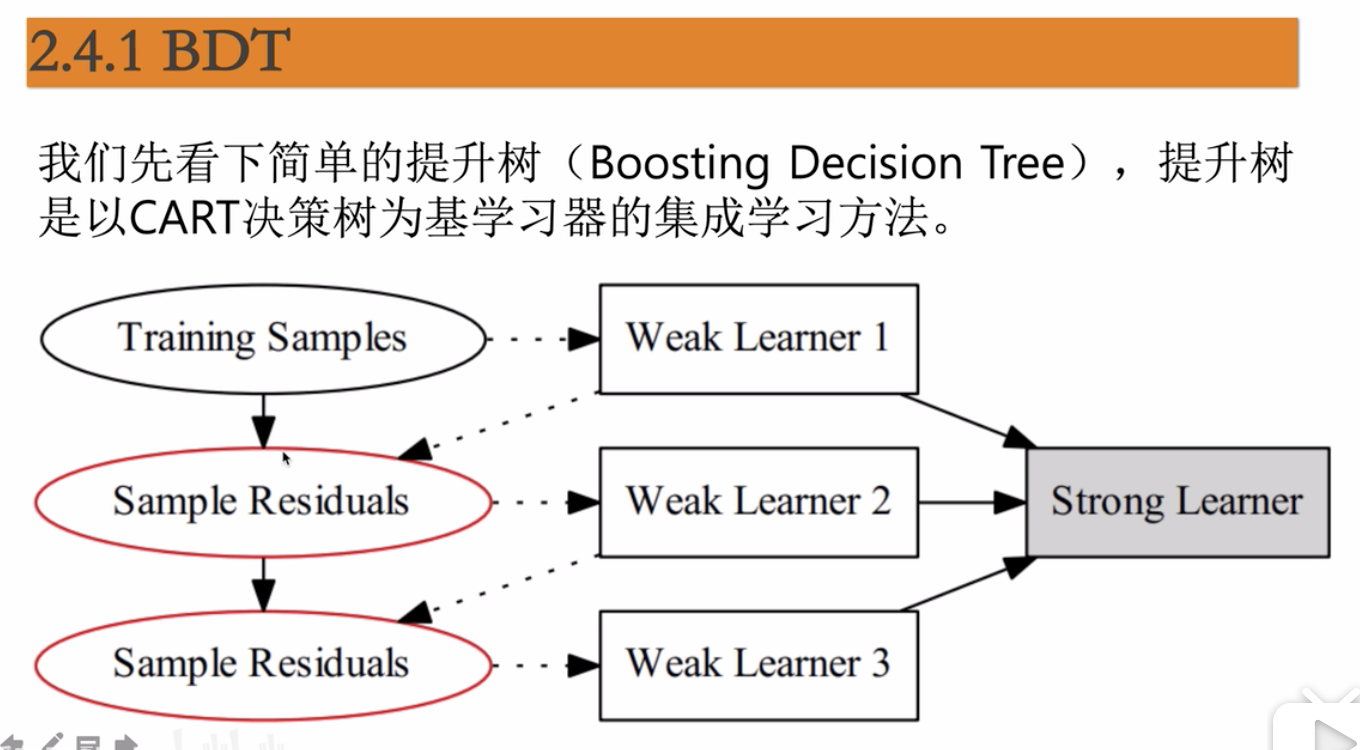 2.4.1 BDT
我们先看下简单的提升树（Boosting Decision Tree），提升树
是以CART决策树为基学习器的集成学习方法。
Training Samples
Weak Learner 1
Sample Residuals
Weak Learner 2
Strong Learner
Sample Residuals
Weak Learner 3